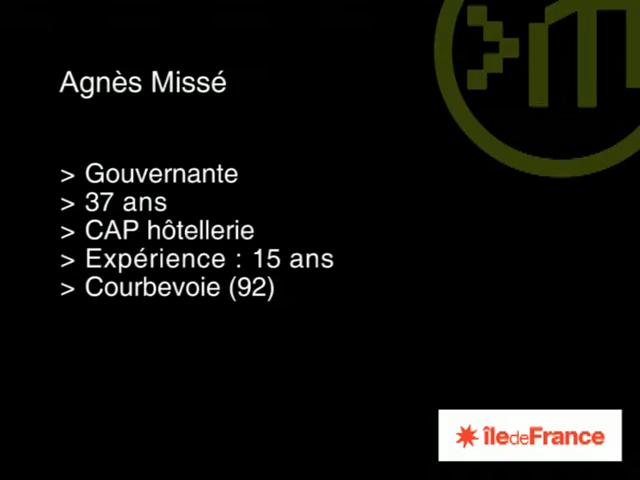 Agnès Missé
> Gouvernante
> 37 ans
> CAP hôtellerie
> Expérience : 15 ans
> Courbevoie (92)
îledeFrance